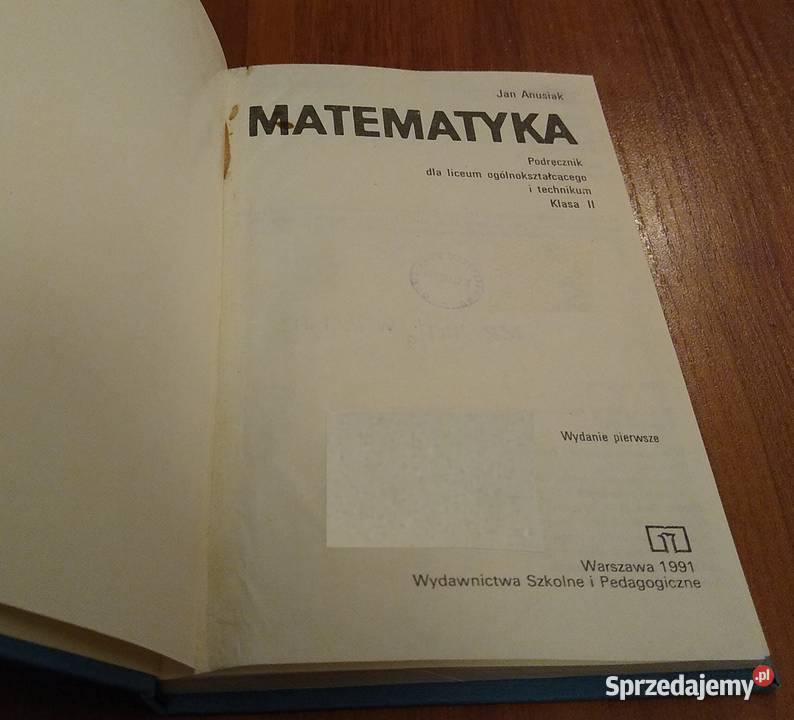 Jan Anusiak
MATEMATYKA
Podręcznik
dla liceum ogólnokształcącego
i technikum
Klasa II
Wydanie pierwsze
Warszawa 1991
Wydawnictwa Szkolne i Pedagogiczne
Sprzedajemy.pl